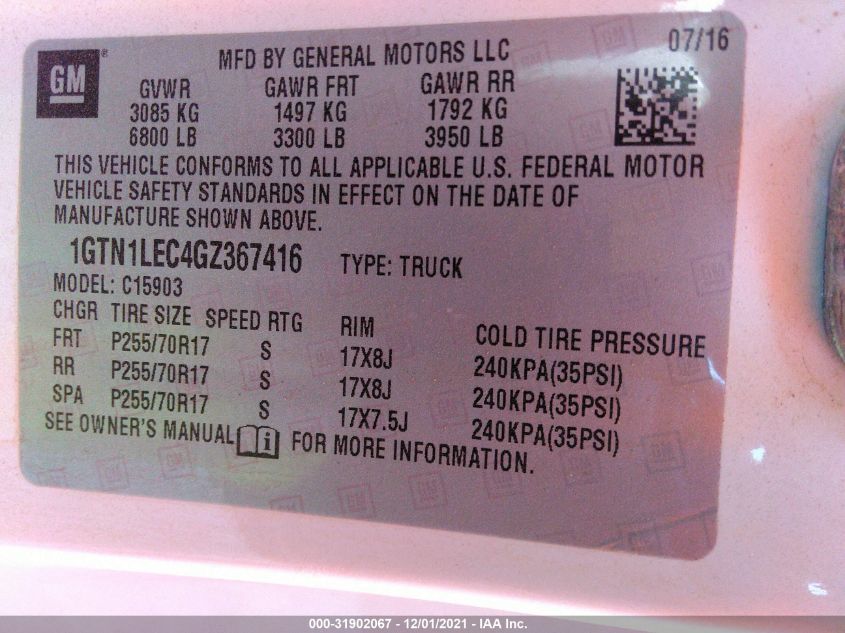 GM
MFD BY GENERAL MOTORS LLC
07/16
GVWR GAWR FRT GAWR RR
3085 KG 1497 KG 1792 KG
6800 LB 3300 LB 3950 LB
THIS VEHICLE CONFORMS TO ALL APPLICABLE U.S. FEDERAL MOTOR
VEHICLE SAFETY STANDARDS IN EFFECT ON THE DATE OF
MANUFACTURE SHOWN ABOVE.
1GTN1LEC4GZ367416 TYPE: TRUCK
MODEL: C15903
CHGR TIRE SIZE SPEED RTG RIM COLD TIRE PRESSURE
FRT P255/70R17 S 17X8J 240KPA(35PSI)
RR P255/70R17 S 17X8J 240KPA(35PSI)
SPA P255/70R17 S 17X7.5J 240KPA(35PSI)
SEE OWNER'S MANUAL i FOR MORE INFORMATION.
000-31902067 - 12/01/2021 - IAA Inc.